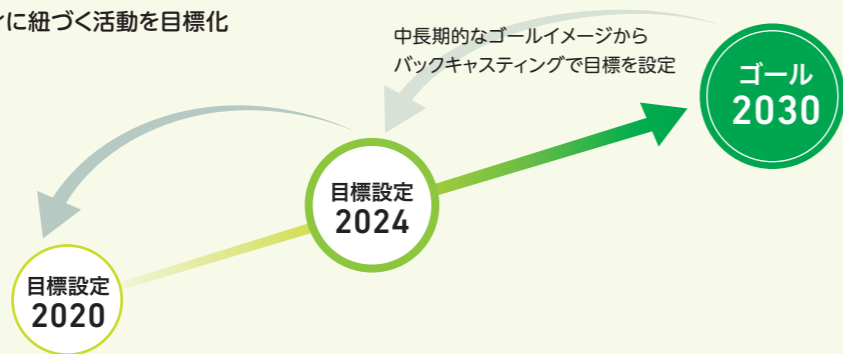 に紐づく活動を目標化
中長期的なゴールイメージから
バックキャスティングで目標を設定
ゴール
2030
目標設定
2024
目標設定
2020